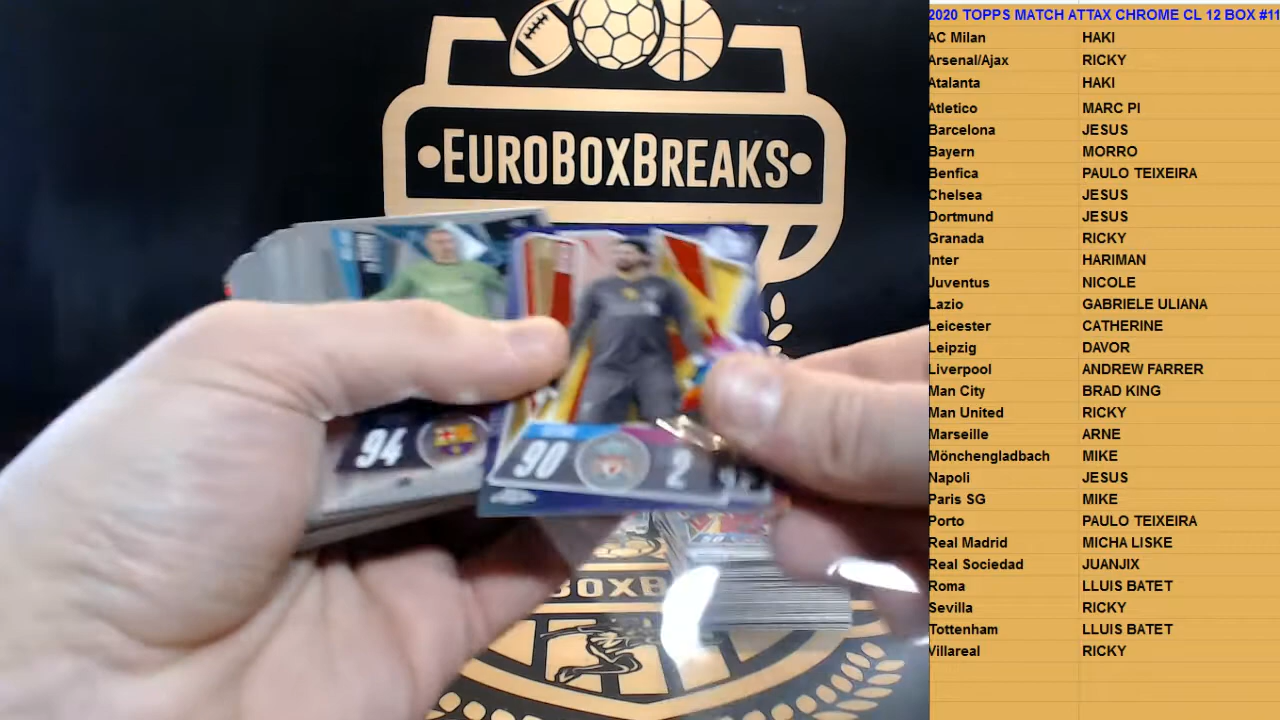 EUROBOXBREAKS
94
90
2
BOXB
2020 TOPPS MATCH ATTAX CHROME CL 12 BOX #11
AC Milan HAKI
Arsenal/Ajax RICKY
Atalanta HAKI
Atletico MARC PI
Barcelona JESUS
Bayern MORRO
Benfica PAULO TEIXEIRA
Chelsea JESUS
Dortmund JESUS
Granada RICKY
Inter HARIMAN
Juventus NICOLE
Lazio GABRIELE ULIANA
Leicester CATHERINE
Leipzig DAVOR
Liverpool ANDREW FARRER
Man City BRAD KING
Man United RICKY
Marseille ARNE
Mönchengladbach MIKE
Napoli JESUS
Paris SG MIKE
Porto PAULO TEIXEIRA
Real Madrid MICHA LISKE
Real Sociedad JUANJIX
Roma LLUIS BATET
Sevilla RICKY
Tottenham LLUIS BATET
Villareal RICKY